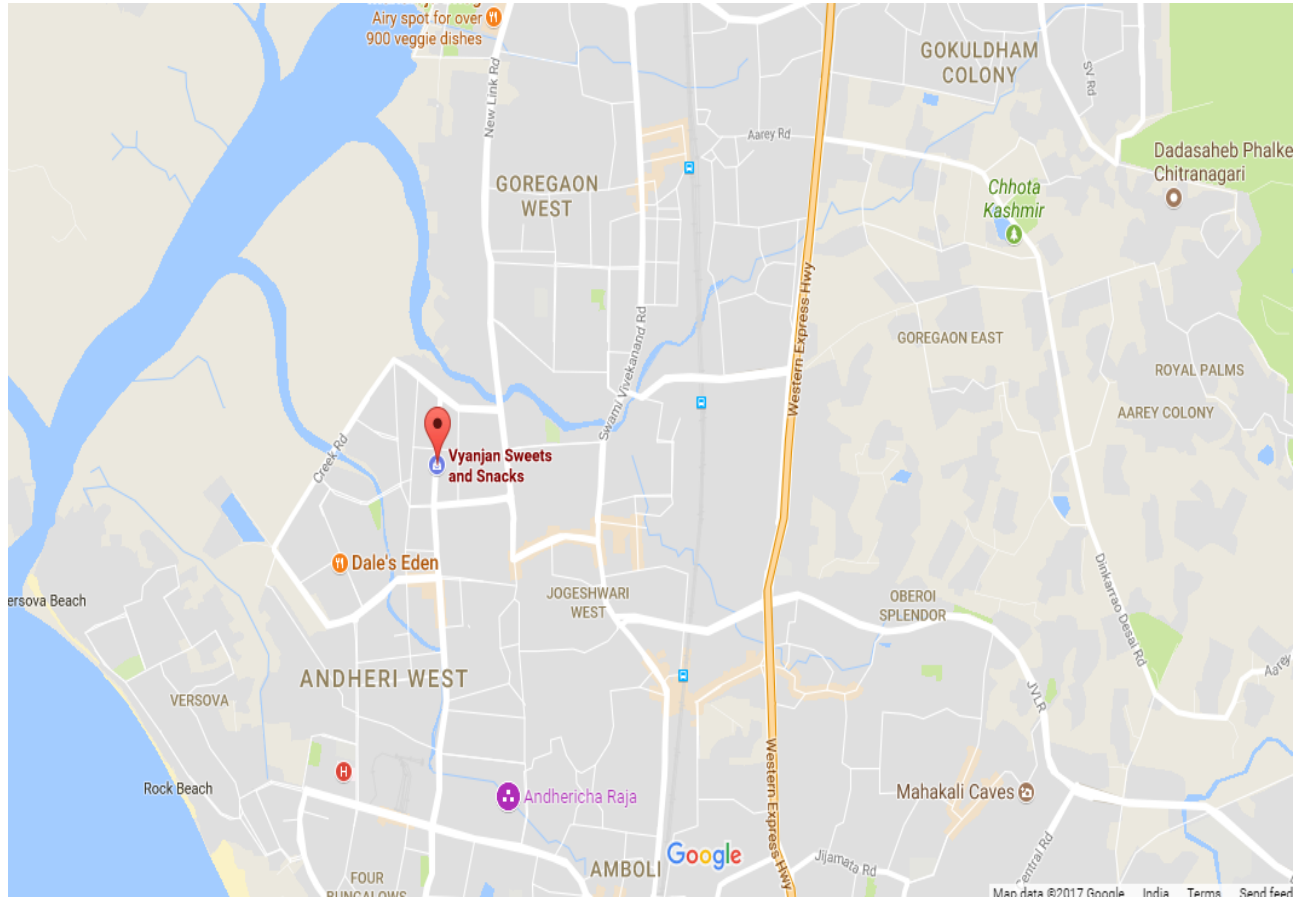 Airy spot for over
900 veggie dishes
New Link Rd
GOREGAON
WEST
Aarey Rd
GOKULDHAM
COLONY
SV Rd
Dadasaheb Phalke
Chitranagari
Chhota
Kashmir
Western Express Hwy
Swami Vivekanand Rd
GOREGAON EAST
ROYAL PALMS
AAREY COLONY
Creek Rd
Vyanjan Sweets
and Snacks
Dale's Eden
JOGESHWARI
WEST
OBEROI
SPLENDOR
Dinkarrao Desai Rd
ersova Beach
ANDHERI WEST
VERSOVA
JVLR
Aarey
Western Express Hwy
Rock Beach
Andhericha Raja
Mahakali Caves
Central Rd
Jijamata Rd
Google
AMBOLI
FOUR
BUNGALOWS
H
Map data ©2017 Google India Terms Send feed